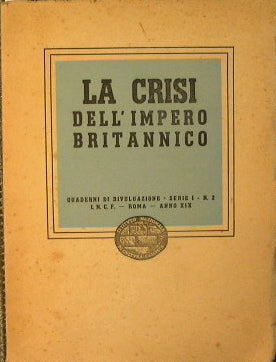 LA CRISI
DELL'IMPERO
BRITANNICO
QUADERNI DI DIVULGAZIONE - SERIE I - N. 2
I. N. C. F. — ROMA — ANNO XIX